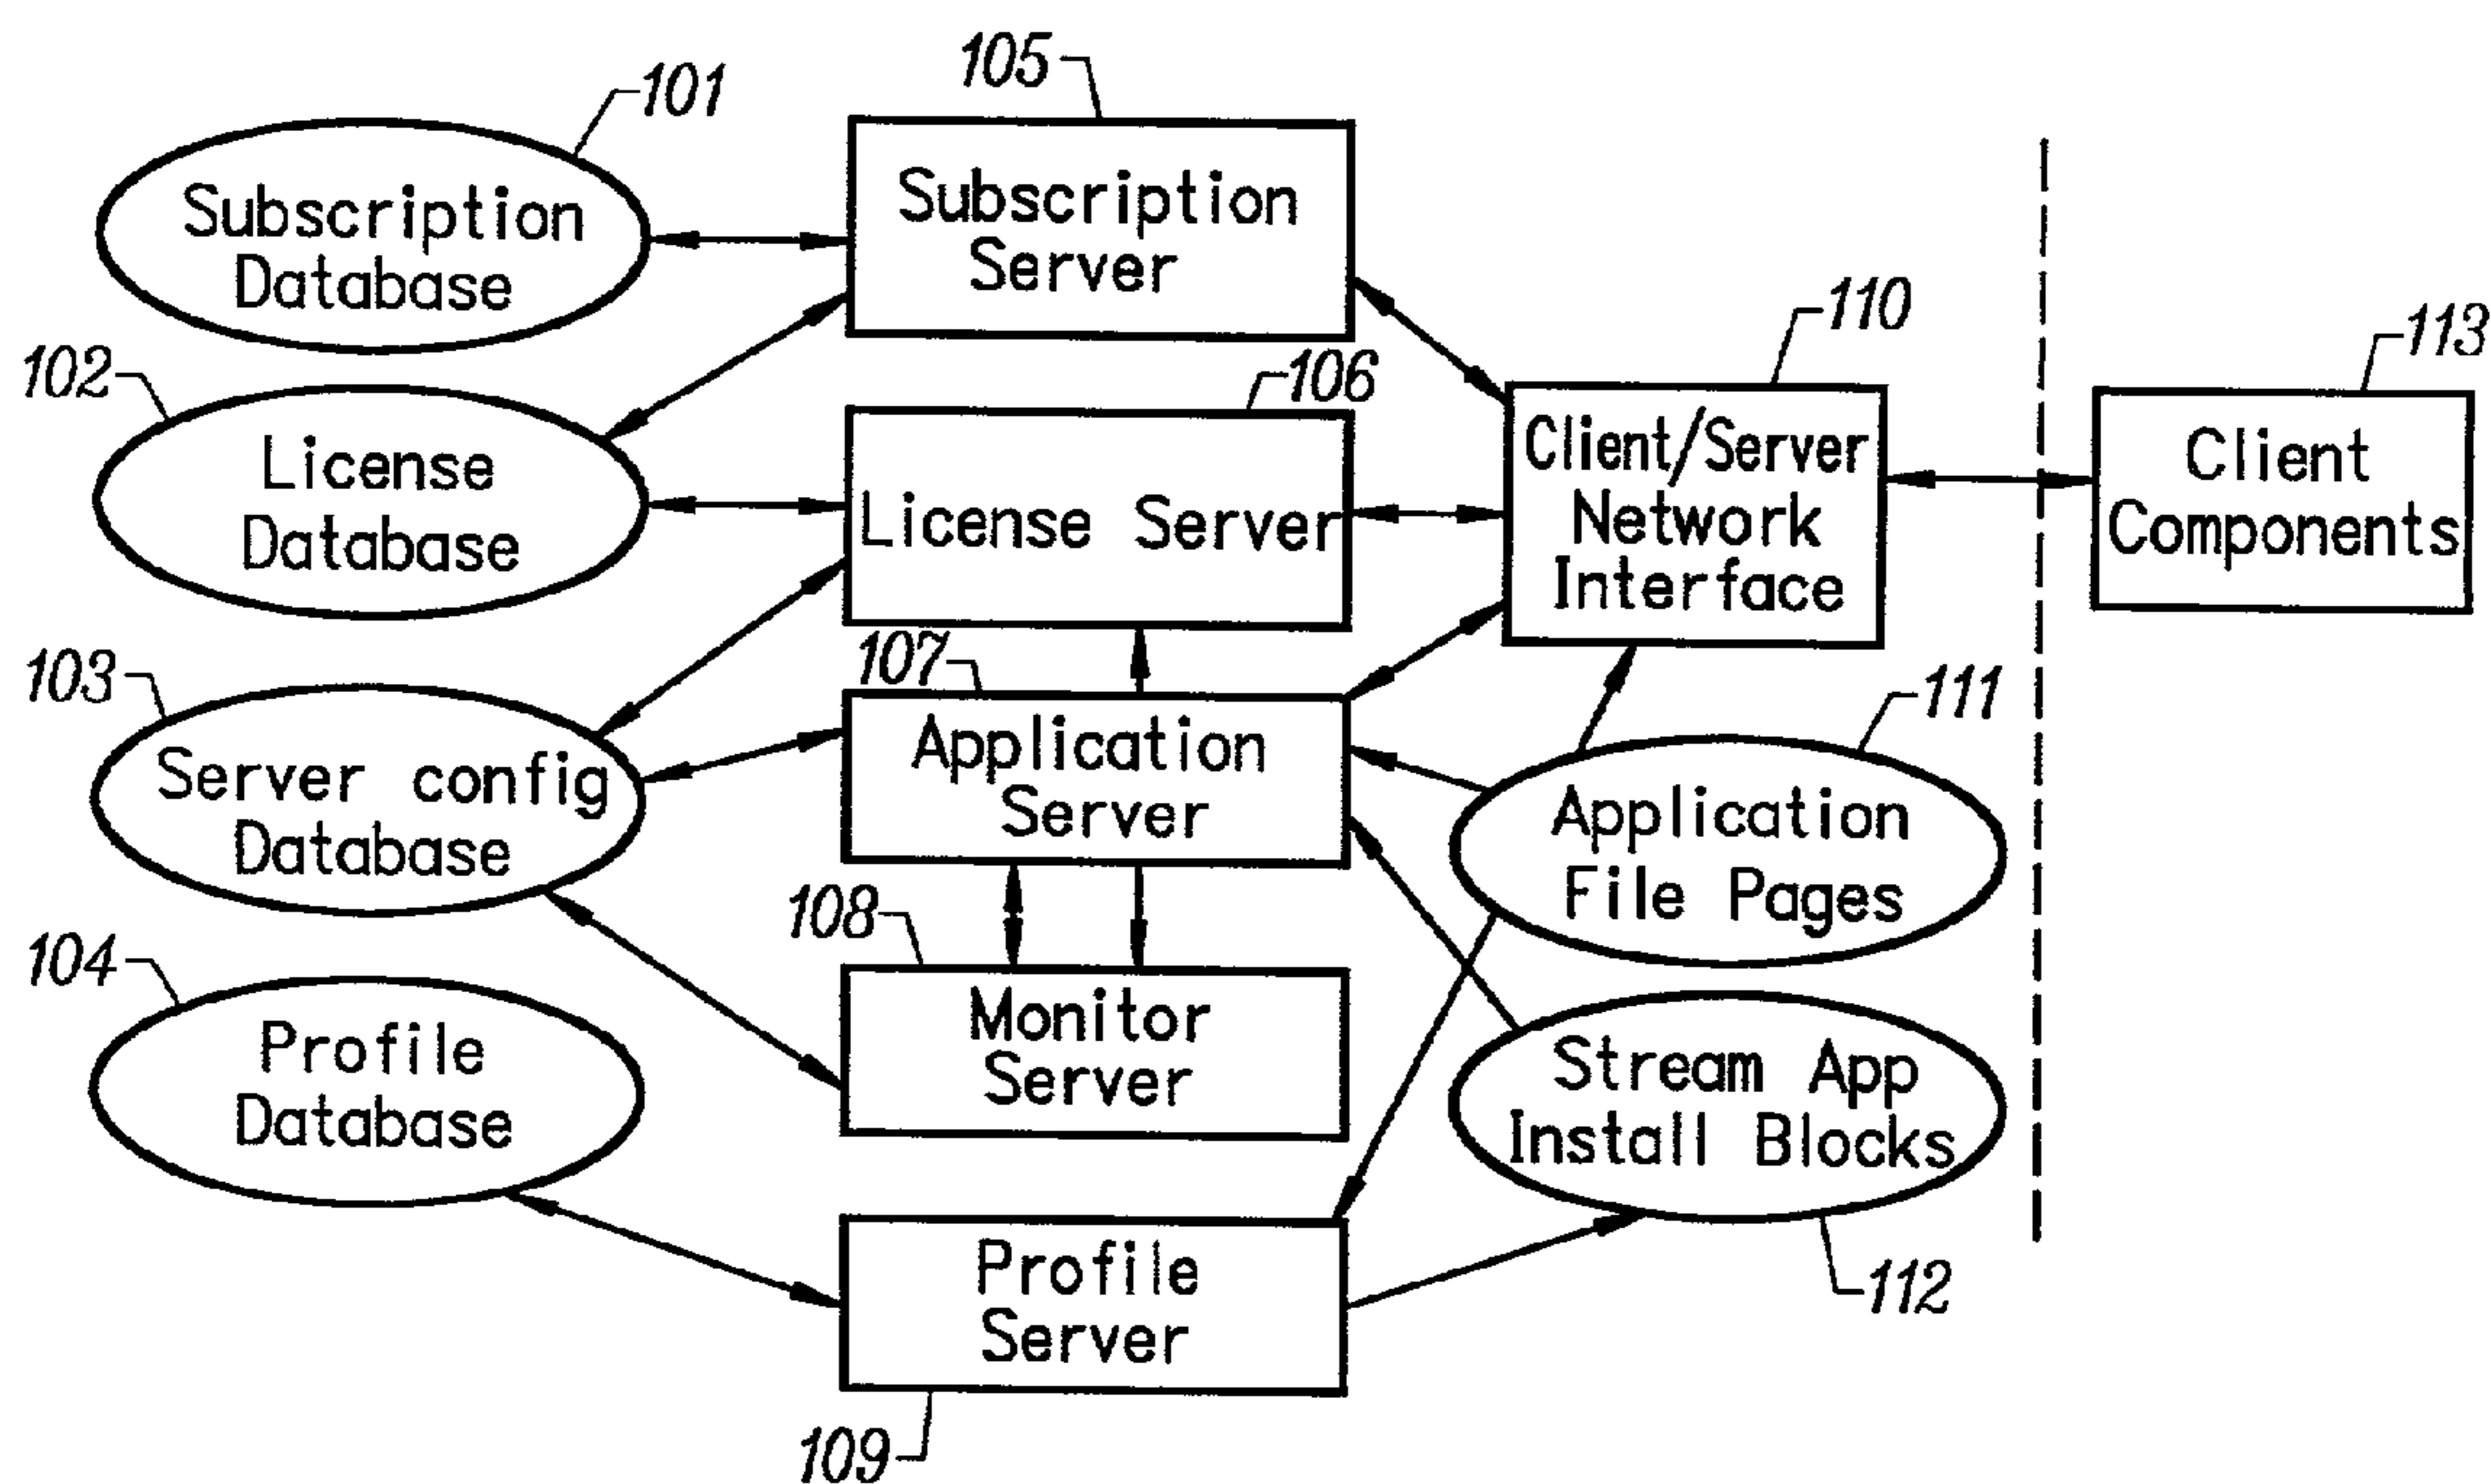 105
101
Subscription
Database
Subscription
Server
110
113
102
106
License
Database
License Server
Client/Server
Network
Interface
Client
Components
103
107
111
Server config
Database
Application
Server
Application
File Pages
108
104
Monitor
Server
Profile
Database
Stream App
Install Blocks
Profile
Server
112
109